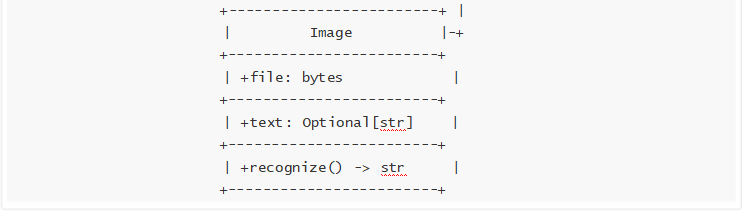 +------------------------+ |
| Image |-+
+------------------------+
| +file: bytes |
+------------------------+
| +text: Optional[str] |
+------------------------+
| +recognize() -> str |
+------------------------+